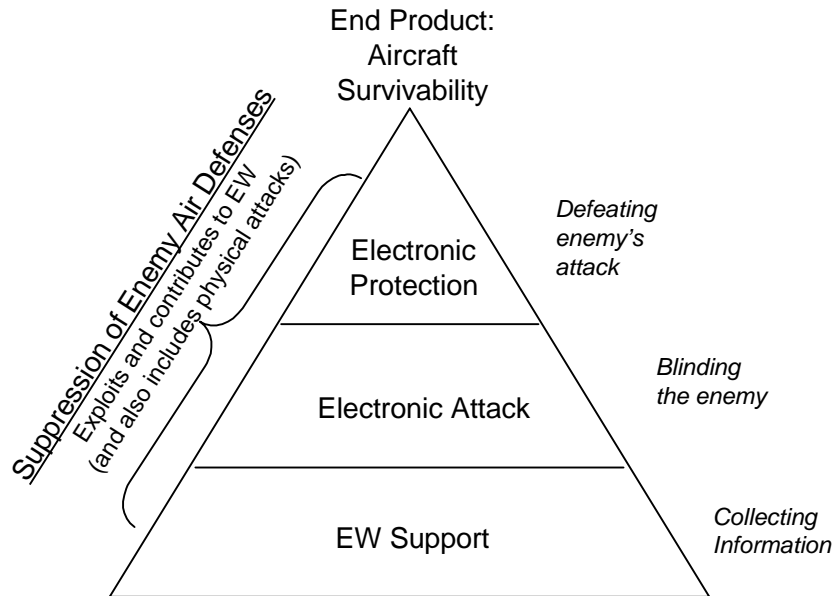 End Product:
Aircraft
Survivability
Suppression of Enemy Air Defenses
Exploits and contributes to EW
(and also includes physical attacks)
Electronic
Protection
Defeating
enemy's
attack
Electronic Attack
Blinding
the enemy
EW Support
Collecting
Information